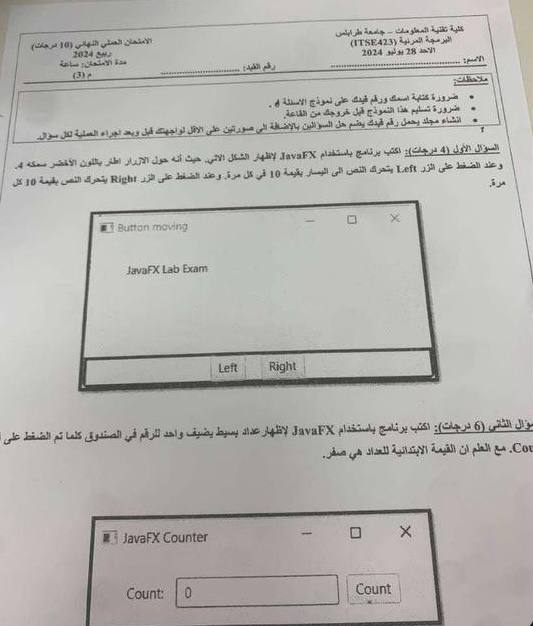 كلية تقنية المعلومات - جامعة طرابلس
البرمجة المرئية (ITSE423)
الاحد 28 يوليو 2024
الامتحان العملي النهائي (10 درجات)
ربيع 2024
مدة الامتحان: ساعة
م (3)
الاسم: رقم القيد:
ملاحظة:
ضرورة كتابة اسمك ورقم قيدك على نموذج الاسئلة
ضرورة تسليم هذا النموذج قبل خروجك من القاعة.
انشاء مجلد يحمل رقم قيدك يضم حل السؤالين بالإضافة الى صورتين على الأقل لواجهتك قبل وبعد اجراء العملية لكل سؤال.
السؤال الأول (4 درجات): اكتب برنامج باستخدام JavaFX لإظهار الشكل الاتي. حيث أنه حول الازرار اطار باللون الأخضر سمكه 4.
وعند الضغط على الزر Left يتحرك النص الى اليسار بقيمة 10 في كل مرة. وعند الضغط على الزر Right يتحرك النص بقيمة 10 كل
مرة.
Button moving
JavaFX Lab Exam
Left Right
السؤال الثاني (6 درجات): اكتب برنامج باستخدام JavaFX لإظهار عداد بسيط يضيف واحد للرقم في الصندوق كلما تم الضغط على
مع العلم ان القيمة الابتدائية للعداد هي صفر.
JavaFX Counter
Count: 0 Count